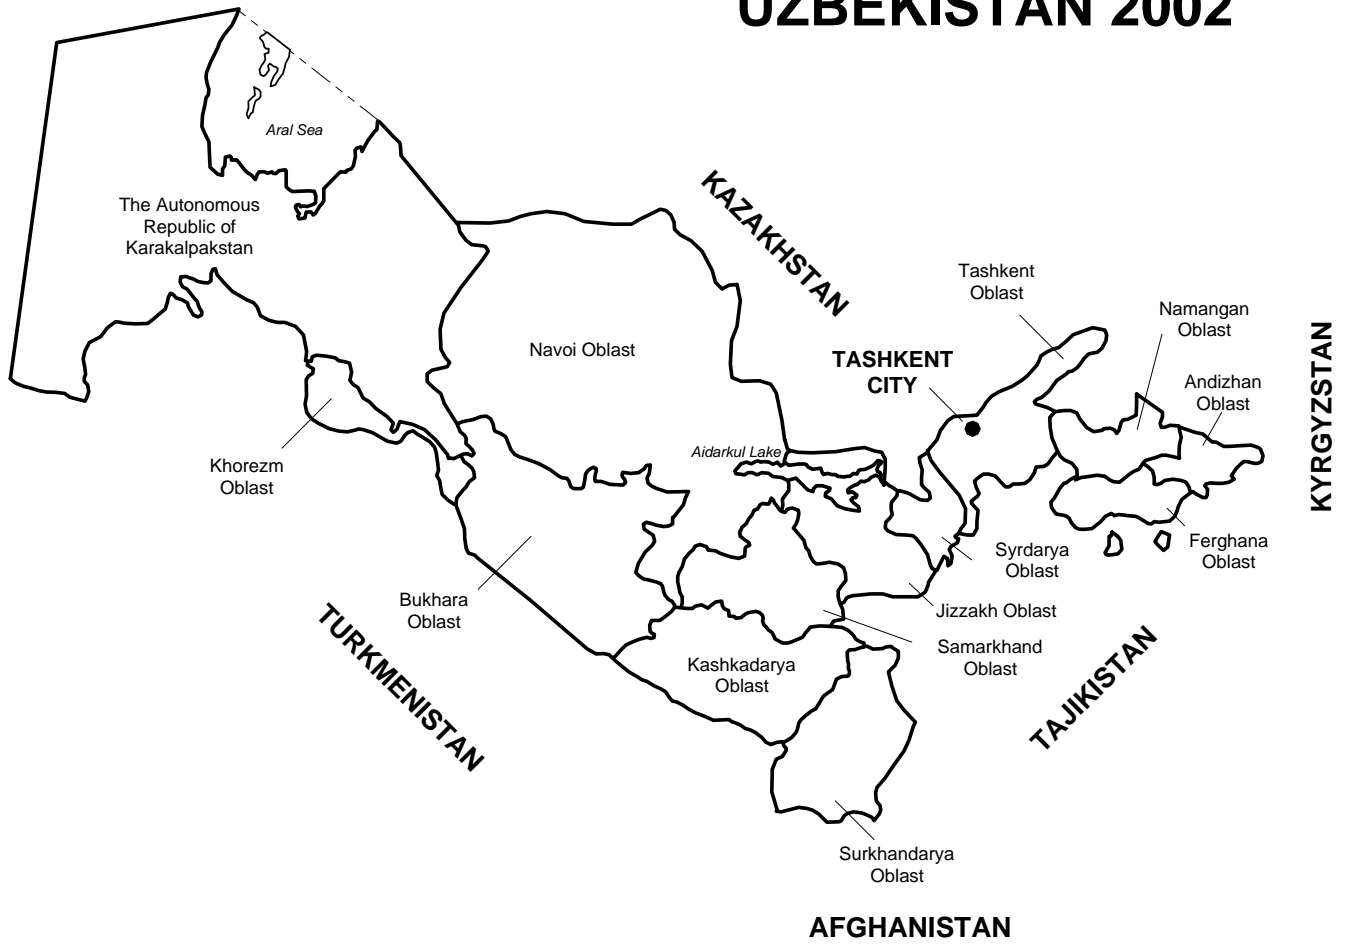 UZBEKISTAN 2002
Aral Sea
The Autonomous
Republic of
Karakalpakstan
KAZAKHSTAN
Tashkent
Oblast
Namangan
Oblast
Navoi Oblast
TASHKENT
CITY
Andizhan
Oblast
KYRGYZSTAN
Aidarkul Lake
Khorezm
Oblast
Ferghana
Oblast
Syrdarya
Oblast
Bukhara
Oblast
Jizzakh Oblast
Samarkhand
Oblast
Kashkadarya
Oblast
TURKMENISTAN
TAJIKISTAN
Surkhandarya
Oblast
AFGHANISTAN